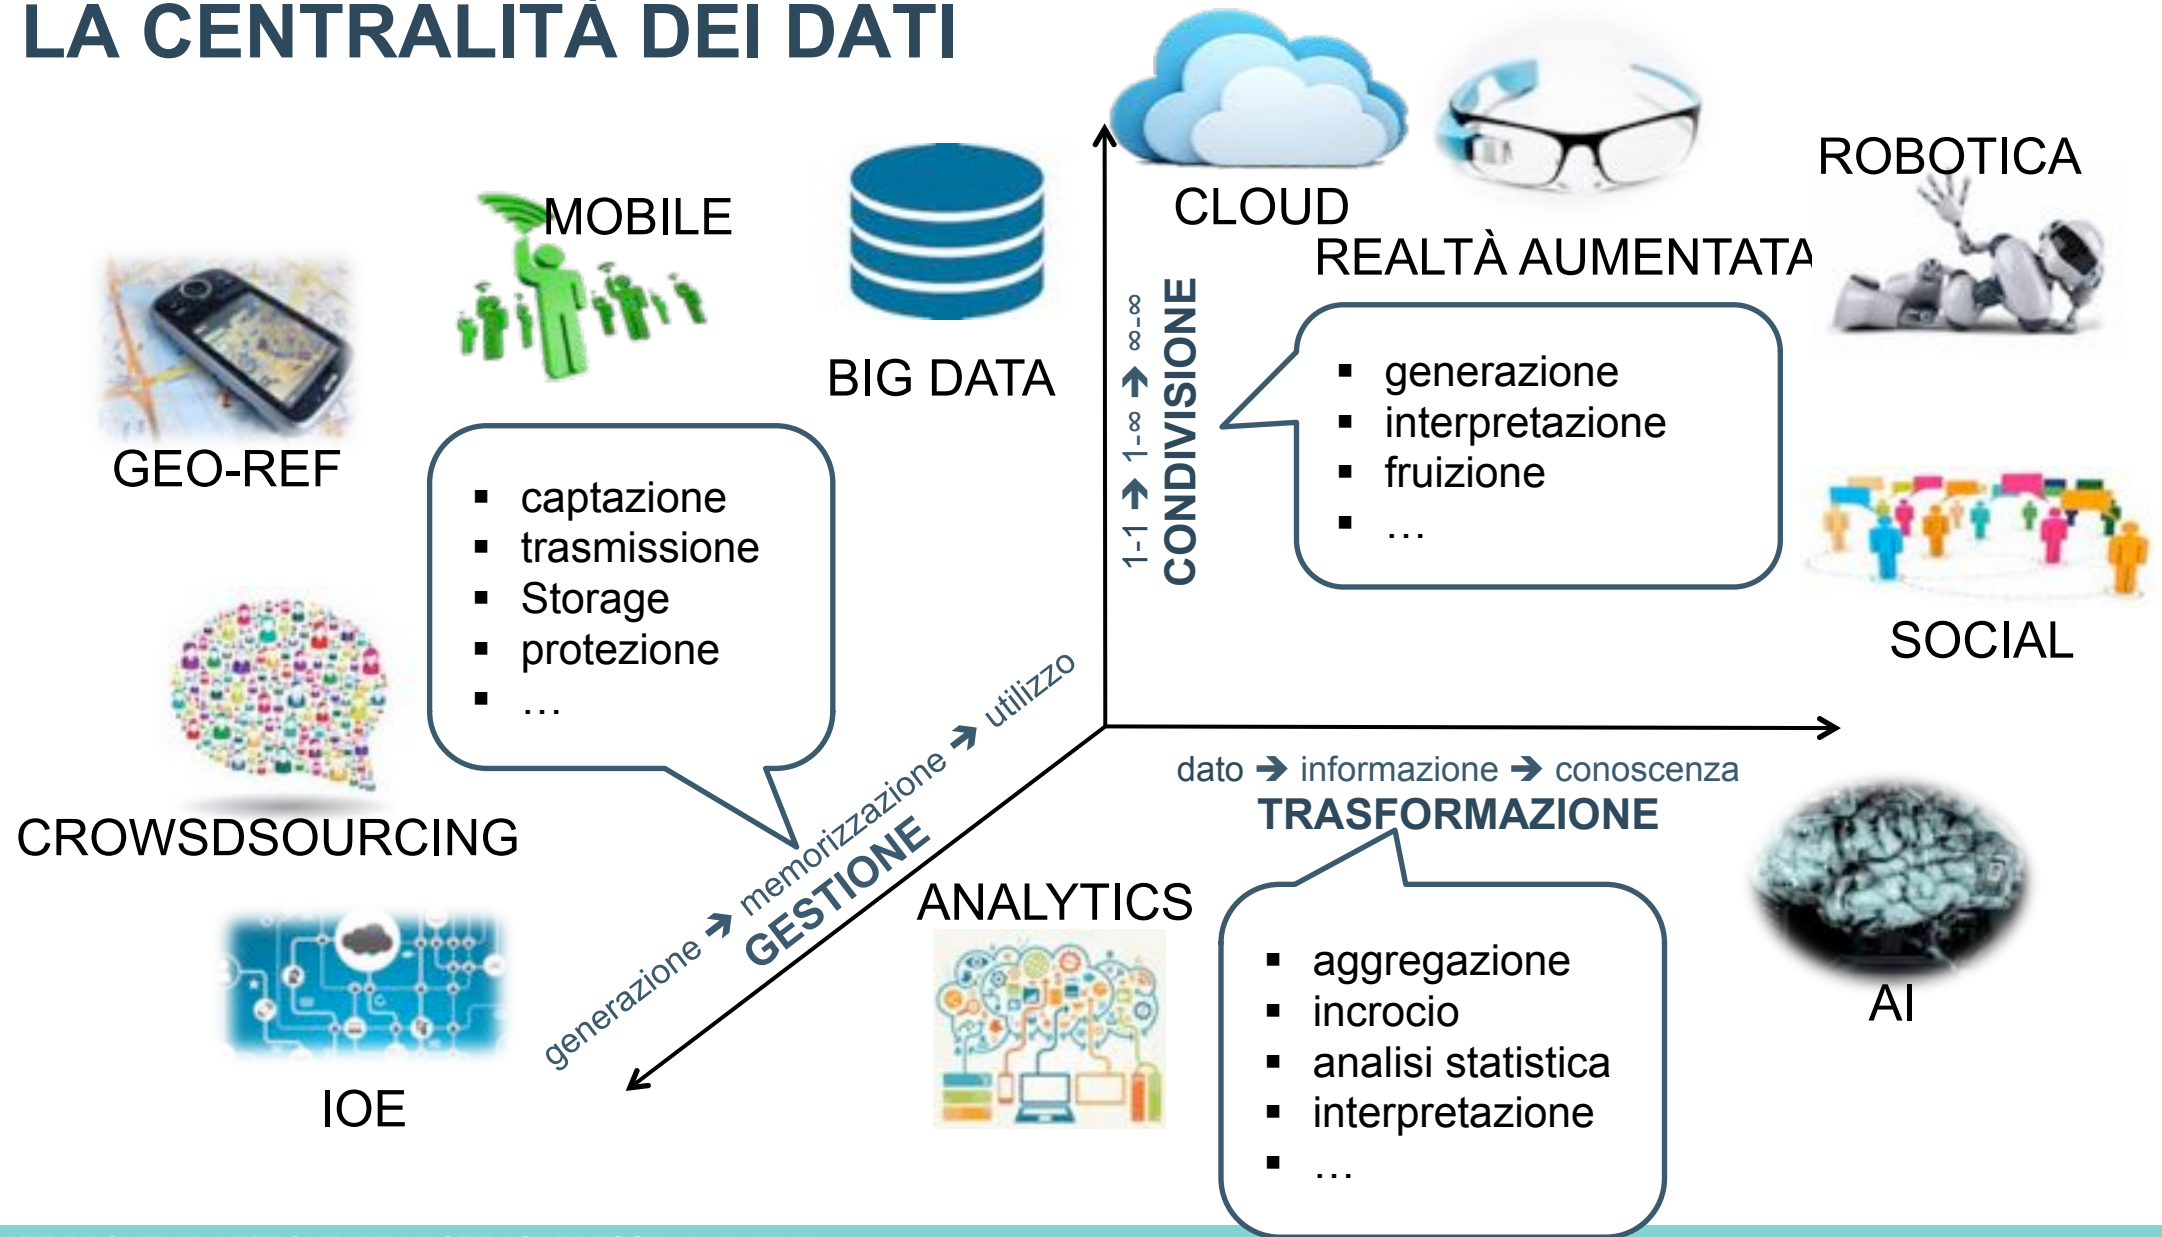 LA CENTRALITÀ DEI DATI
CLOUD
REALTÀ AUMENTATA
ROBOTICA
MOBILE
BIG DATA
GEO-REF
1-1 ➔ 1-∞ ➔ ∞-∞
CONDIVISIONE
▪ generazione
▪ interpretazione
▪ fruizione
▪ …
▪ captazione
▪ trasmissione
▪ Storage
▪ protezione
▪ …
SOCIAL
CROWSDSOURCING
generazione ➔ memorizzazione ➔ utilizzo
GESTIONE
dato ➔ informazione ➔ conoscenza
TRASFORMAZIONE
ANALYTICS
▪ aggregazione
▪ incrocio
▪ analisi statistica
▪ interpretazione
▪ …
AI
IOE